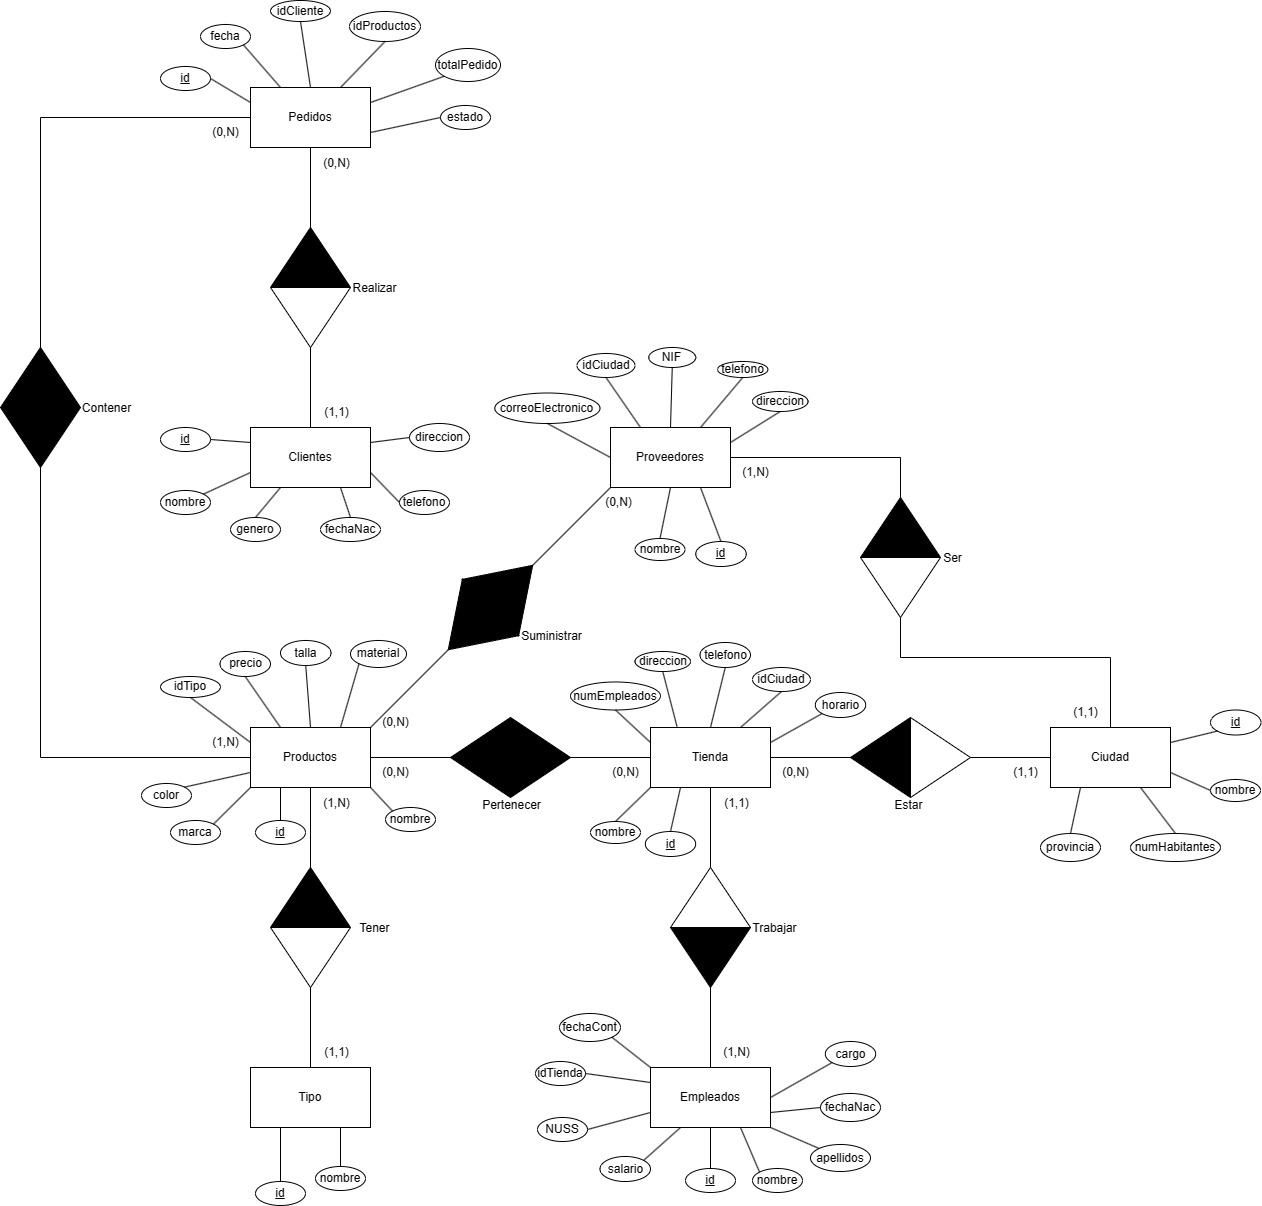 idCliente
idProductos
fecha
totalPedido
id
estado
Pedidos
(0,N)
(0,N)
Realizar
Contener
(1,1)
id
direccion
Clientes
nombre
telefono
genero
fechaNac
NIF
idCiudad
telefono
direccion
correoElectronico
Proveedores
(1,N)
(0,N)
nombre
id
Ser
Suministrar
talla
material
precio
idTipo
(0,N)
(1,N)
Productos
(0,N)
color
(1,N)
marca
id
nombre
Pertenecer
direccion
telefono
idCiudad
numEmpleados
horario
Tienda
(0,N)
(0,N)
(1,1)
nombre
id
Estar
(1,1)
id
Ciudad
(1,1)
nombre
provincia
numHabitantes
Tener
Trabajar
(1,1)
Tipo
id
nombre
(1,N)
fechaCont
cargo
idTienda
Empleados
fechaNac
NUSS
apellidos
salario
id
nombre